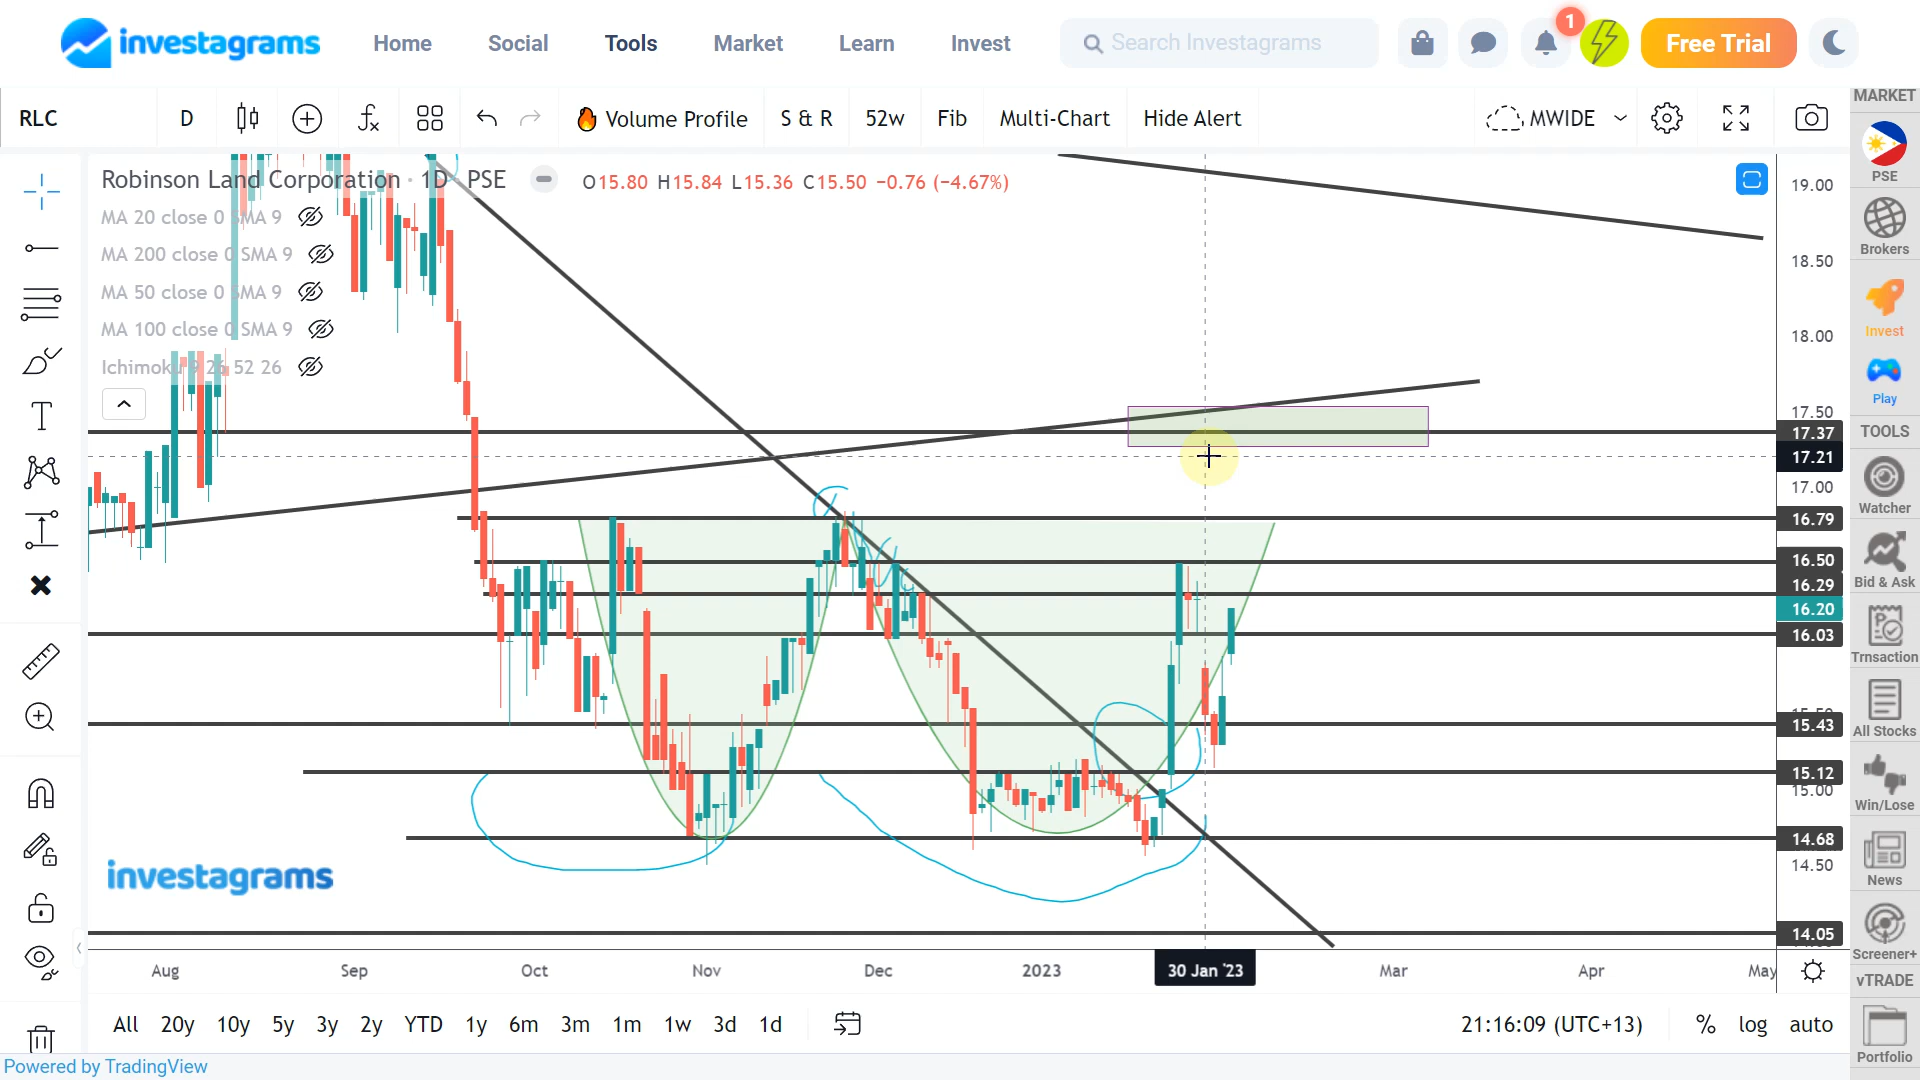 investagrams Home Social Tools Market Learn Invest Search Investagrams 1 Free Trial
RLC D Volume Profile S & R 52w Fib Multi-Chart Hide Alert MWIDE
Robinson Land Corporation · 1D · PSE O15.80 H15.84 L15.36 C15.50 −0.76 (−4.67%)
MA 20 close 0 SMA 9
MA 200 close 0 SMA 9
MA 50 close 0 SMA 9
MA 100 close 0 SMA 9
Ichimoku 9 26 52 26
19.00
18.50
18.00
17.50
17.37
17.21
17.00
16.79
16.50
16.29
16.20
16.03
15.43
15.12
15.00
14.68
14.50
14.05
investagrams
Aug Sep Oct Nov Dec 2023 30 Jan '23 Mar Apr May
All 20y 10y 5y 3y 2y YTD 1y 6m 3m 1m 1w 3d 1d 21:16:09 (UTC+13) % log auto
Powered by TradingView
MARKET
PSE
Brokers
Invest
Play
TOOLS
Watcher
Bid & Ask
Trnsaction
All Stocks
Win/Lose
News
Screener+
vTRADE
Portfolio